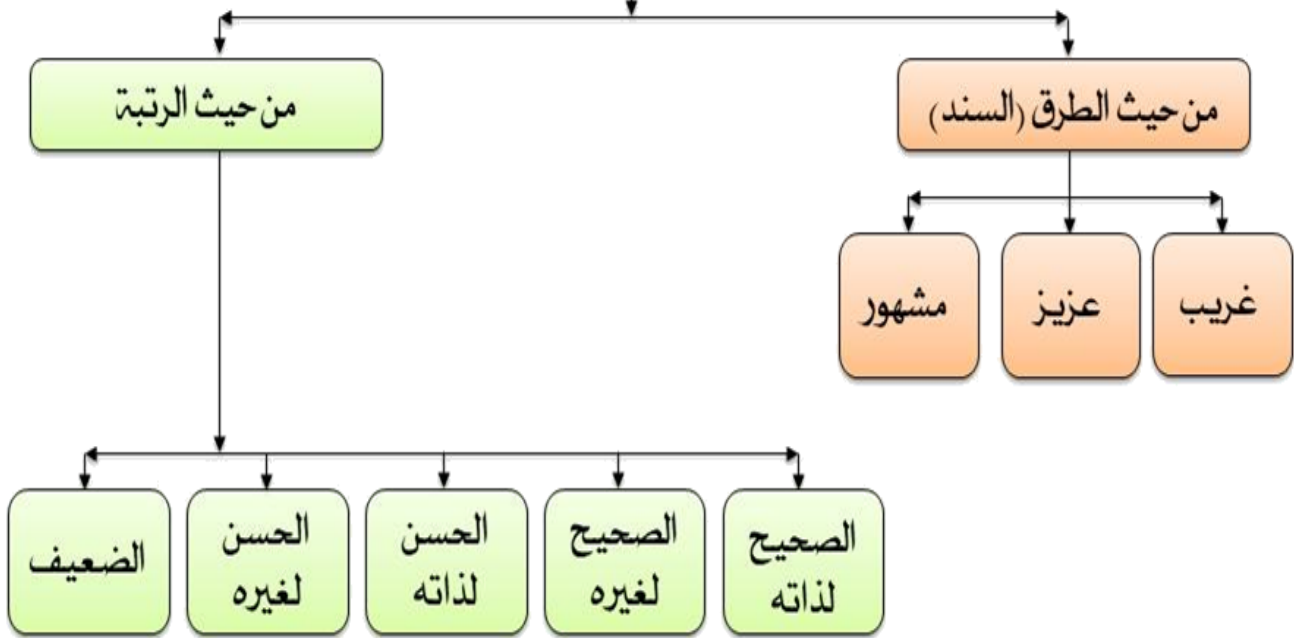 من حيث الطرق (السند)
من حيث الرتبة
غريب
عزيز
مشهور
الصحيح
لذاته
الصحيح
لغيره
الحسن
لذاته
الحسن
لغيره
الضعيف